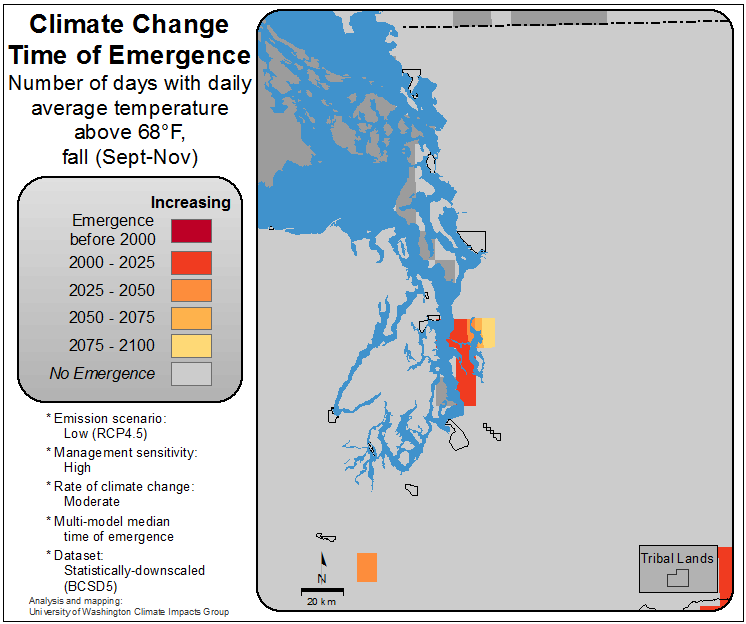 Climate Change
Time of Emergence
Number of days with daily
average temperature
above 68°F,
fall (Sept-Nov)
Increasing
Emergence
before 2000
2000 - 2025
2025 - 2050
2050 - 2075
2075 - 2100
No Emergence
* Emission scenario:
Low (RCP4.5)
* Management sensitivity:
High
* Rate of climate change:
Moderate
* Multi-model median
time of emergence
* Dataset:
Statistically-downscaled
(BCSD5)
Analysis and mapping:
University of Washington Climate Impacts Group
N
20 km
Tribal Lands